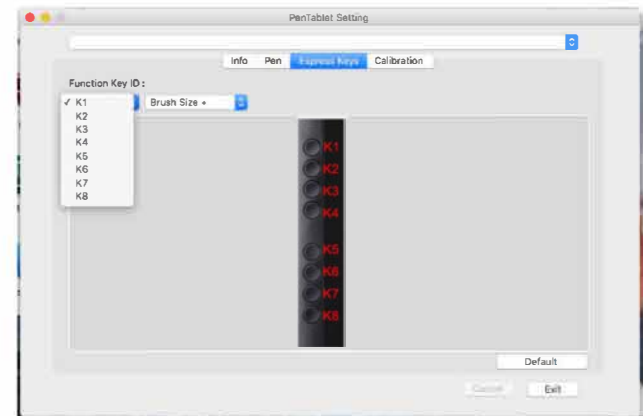 PenTablet Setting
Info Pen Express Keys Calibration
Function Key ID :
✓ K1 Brush Size +
K2
K3
K4
K5
K6
K7
K8
K1
K2
K3
K4
K5
K6
K7
K8
Default
Cancel Exit